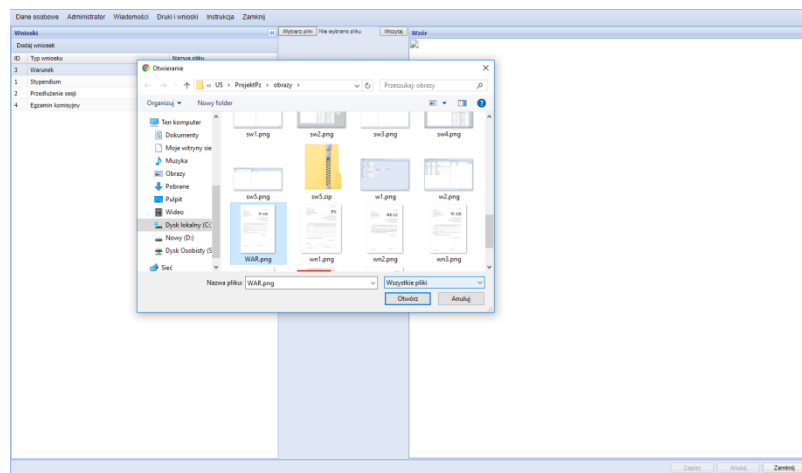 Dane osobowe Administrator Wiadomości Druki i wnioski Instrukcja Zamknij
Wnioski
Wybierz plik Nie wybrano pliku Wczytaj
Wzór
Dodaj wniosek
ID Typ wniosku Nazwa pliku
3 Warunek
1 Stypendium
2 Przedłużenie sesji
4 Egzamin komisyjny
Otwieranie
« US › ProjektPz › obrazy ›
Przeszukaj: obrazy
Organizuj Nowy folder
Ten komputer
Dokumenty
Moje witryny sie
Muzyka
Obrazy
Pobrane
Pulpit
Wideo
Dysk lokalny (C:
Nowy (D:)
Dysk Osobisty (S
Sieć
sw1.png sw2.png sw3.png sw4.png
sw5.png sw5.zip w1.png w2.png
WAR.png wn1.png wn2.png wn3.png
Nazwa pliku: WAR.png
Wszystkie pliki
Otwórz Anuluj
Zapisz Anuluj Zamknij